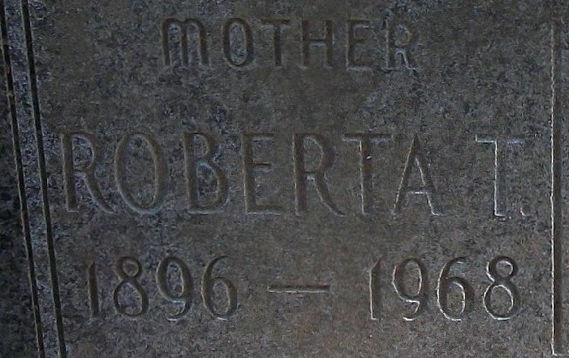 MOTHER
ROBERTA T.
1896 — 1968